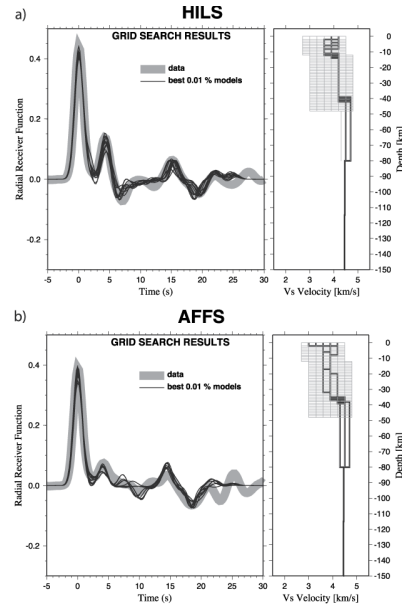 a)
HILS
GRID SEARCH RESULTS
data
best 0.01 % models
Radial Receiver Function
0.4
0.2
0.0
-0.2
-5 0 5 10 15 20 25 30
Time (s)
0
-10
-20
-30
-40
-50
-60
-70
-80
-90
-100
-110
-120
-130
-140
-150
Depth [km]
2 3 4 5
Vs Velocity [km/s]
b)
AFFS
GRID SEARCH RESULTS
data
best 0.01 % models
Radial Receiver Function
0.4
0.2
0.0
-0.2
-5 0 5 10 15 20 25 30
Time (s)
0
-10
-20
-30
-40
-50
-60
-70
-80
-90
-100
-110
-120
-130
-140
-150
Depth [km]
2 3 4 5
Vs Velocity [km/s]